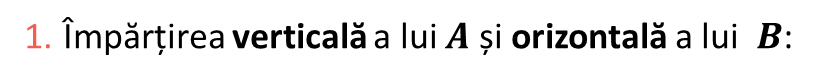 1. Împărțirea verticală a lui A și orizontală a lui B: